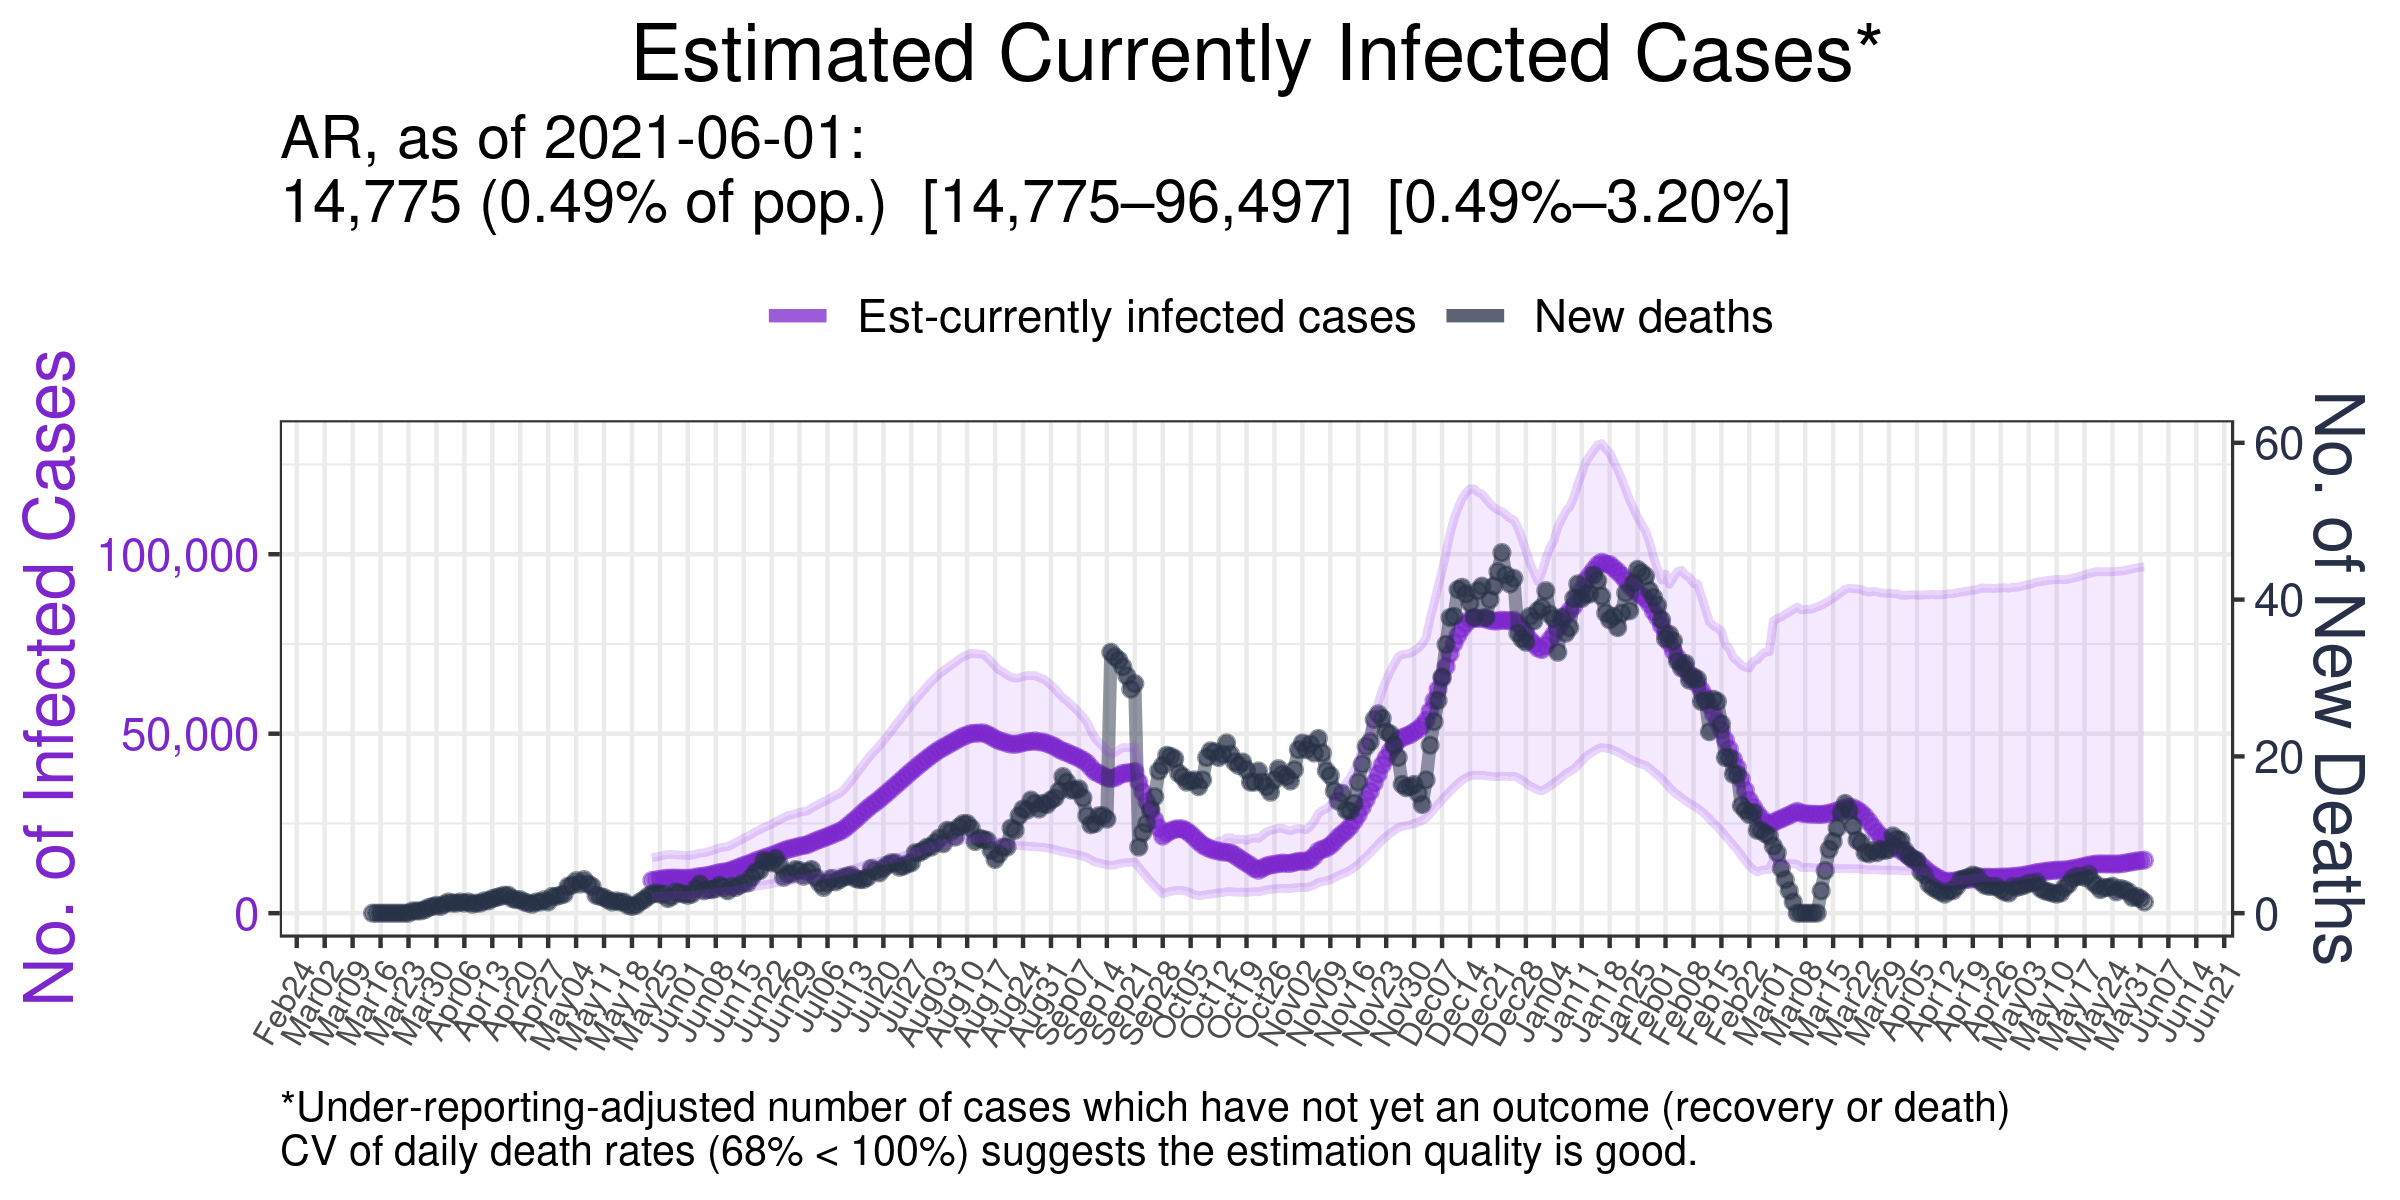 Estimated Currently Infected Cases*
AR, as of 2021-06-01:
14,775 (0.49% of pop.) [14,775–96,497] [0.49%–3.20%]
Est-currently infected cases
New deaths
No. of Infected Cases
100,000
50,000
0
60
40
20
0
No. of New Deaths
Feb24
Mar02
Mar09
Mar16
Mar23
Mar30
Apr06
Apr13
Apr20
Apr27
May04
May11
May18
May25
Jun01
Jun08
Jun15
Jun22
Jun29
Jul06
Jul13
Jul20
Jul27
Aug03
Aug10
Aug17
Aug24
Aug31
Sep07
Sep14
Sep21
Sep28
Oct05
Oct12
Oct19
Oct26
Nov02
Nov09
Nov16
Nov23
Nov30
Dec07
Dec14
Dec21
Dec28
Jan04
Jan11
Jan18
Jan25
Feb01
Feb08
Feb15
Feb22
Mar01
Mar08
Mar15
Mar22
Mar29
Apr05
Apr12
Apr19
Apr26
May03
May10
May17
May24
May31
Jun07
Jun14
Jun21
*Under-reporting-adjusted number of cases which have not yet an outcome (recovery or death)
CV of daily death rates (68% < 100%) suggests the estimation quality is good.